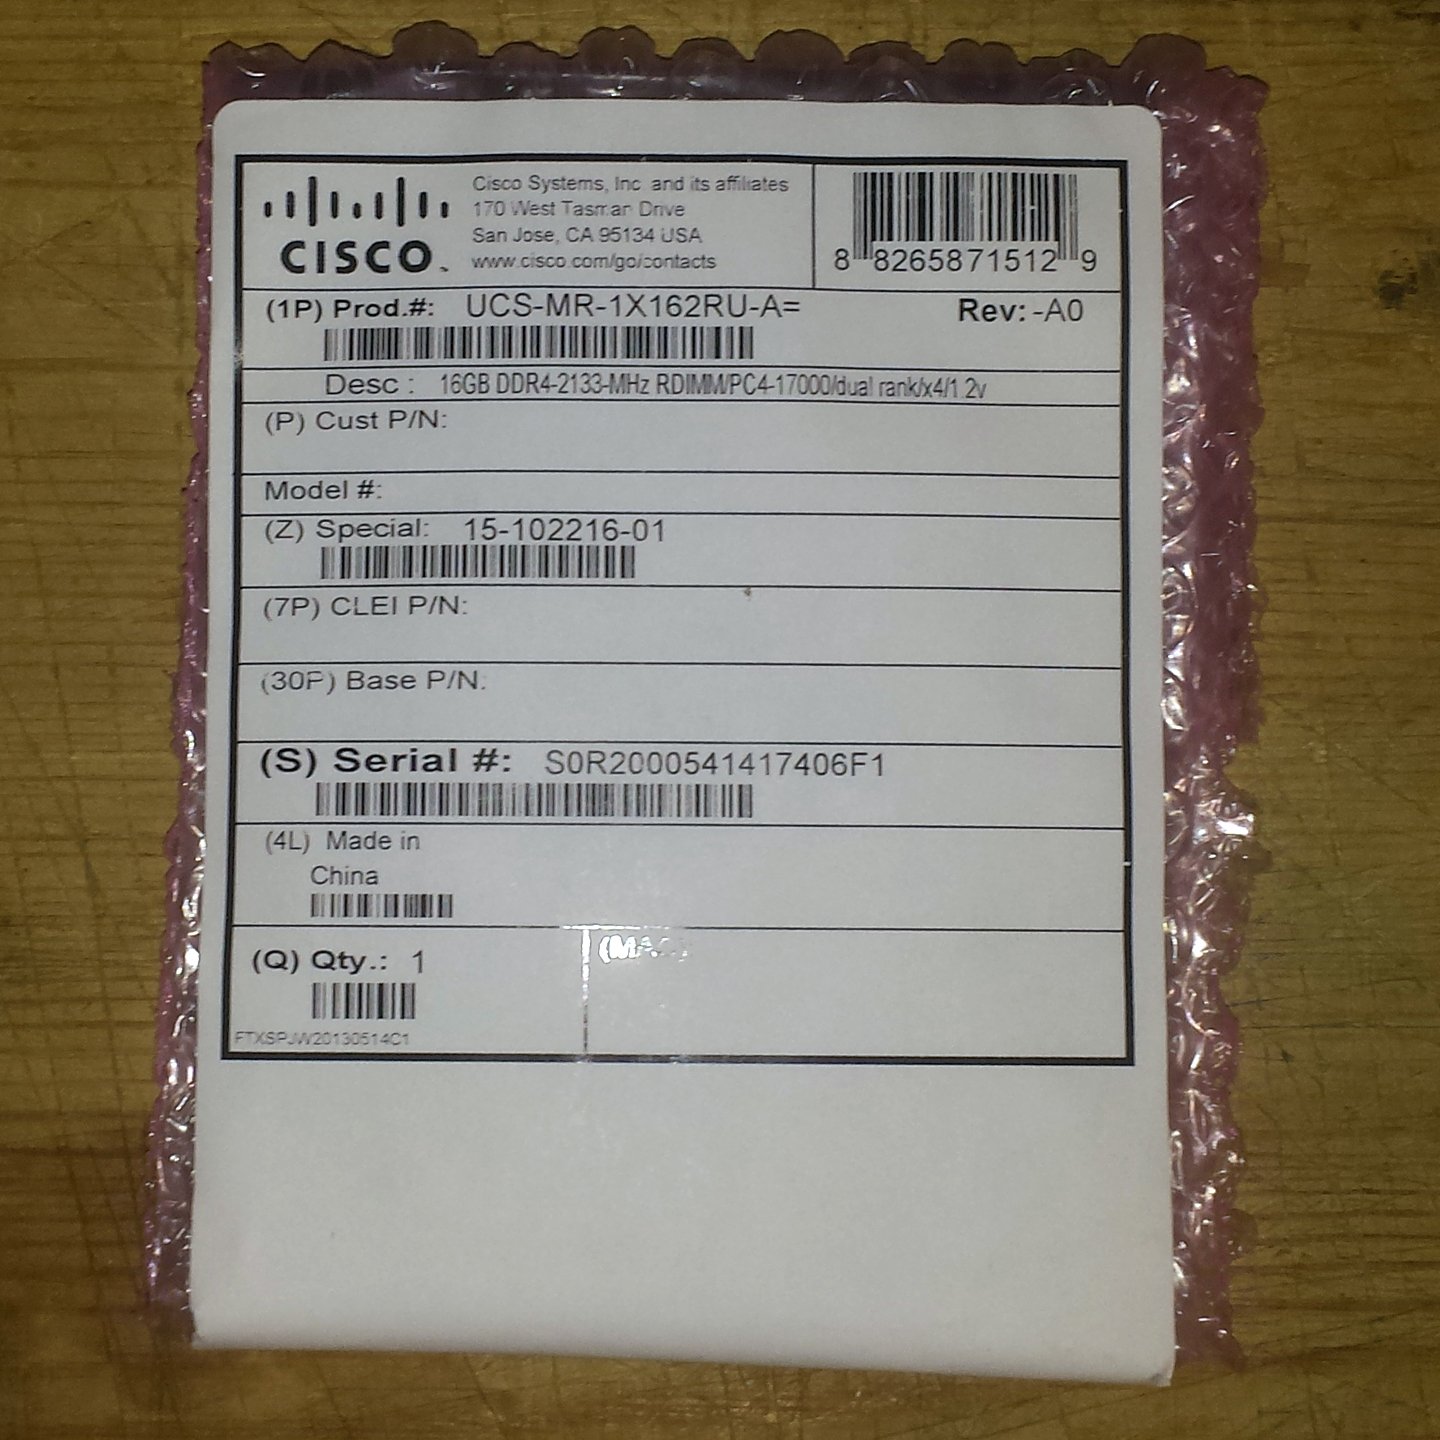 Cisco Systems, Inc. and its affiliates
170 West Tasman Drive
San Jose, CA 95134 USA
www.cisco.com/go/contacts
CISCO
8 8265871512 9
(1P) Prod.#: UCS-MR-1X162RU-A= Rev: -A0
Desc : 16GB DDR4-2133-MHz RDIMM/PC4-17000/dual rank/x4/1.2v
(P) Cust P/N:
Model #:
(Z) Special: 15-102216-01
(7P) CLEI P/N:
(30P) Base P/N:
(S) Serial #: S0R2000541417406F1
(4L) Made in
China
(Q) Qty.: 1
FTXSPJW20130514C1